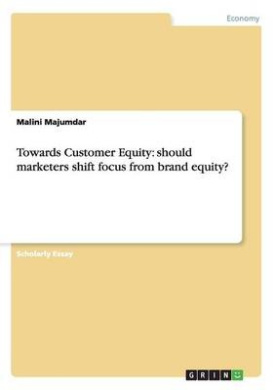 Economy
Malini Majumdar
Towards Customer Equity: should
marketers shift focus from brand equity?
Scholarly Essay
GRIN